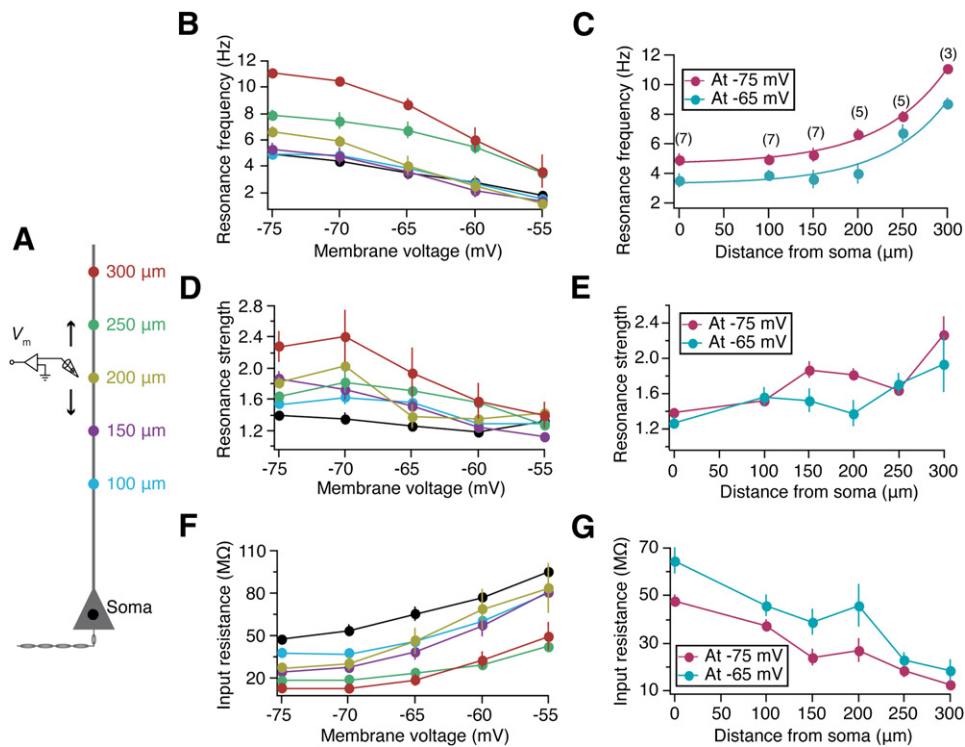 A
300 µm
250 µm
Vm
200 µm
150 µm
100 µm
Soma
B
Resonance frequency (Hz)
12
10
8
6
4
2
-75 -70 -65 -60 -55
Membrane voltage (mV)
C
Resonance frequency (Hz)
12
10
8
6
4
2
At -75 mV
At -65 mV
(7) (7) (7) (5) (5) (3)
0 50 100 150 200 250 300
Distance from soma (µm)
D
Resonance strength
2.8
2.4
2.0
1.6
1.2
-75 -70 -65 -60 -55
Membrane voltage (mV)
E
Resonance strength
2.4
2.0
1.6
1.2
At -75 mV
At -65 mV
0 50 100 150 200 250 300
Distance from soma (µm)
F
Input resistance (MΩ)
110
80
50
20
-75 -70 -65 -60 -55
Membrane voltage (mV)
G
Input resistance (MΩ)
70
50
30
10
At -75 mV
At -65 mV
0 50 100 150 200 250 300
Distance from soma (µm)